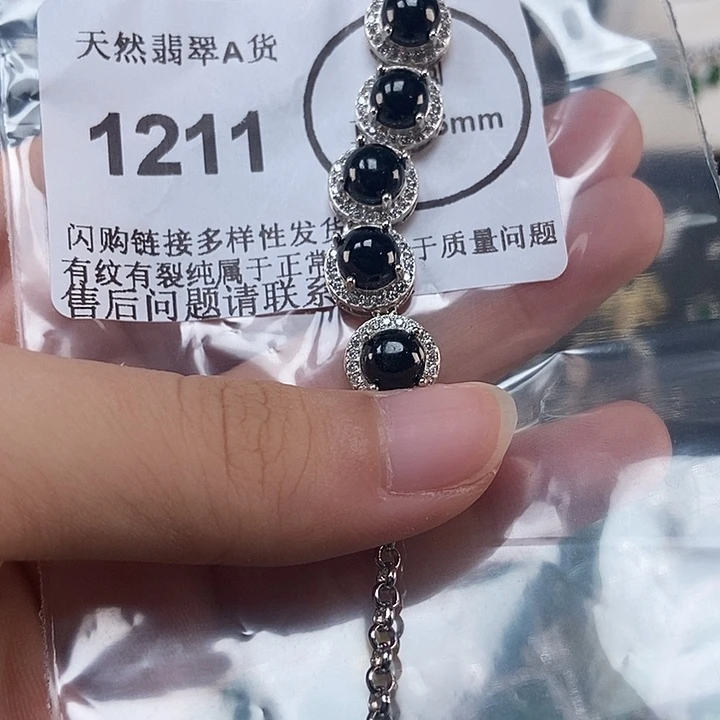 天然翡翠A货
1211
mm
闪购链接多样性发货 于质量问题
有纹有裂纯属于正常
售后问题请联系